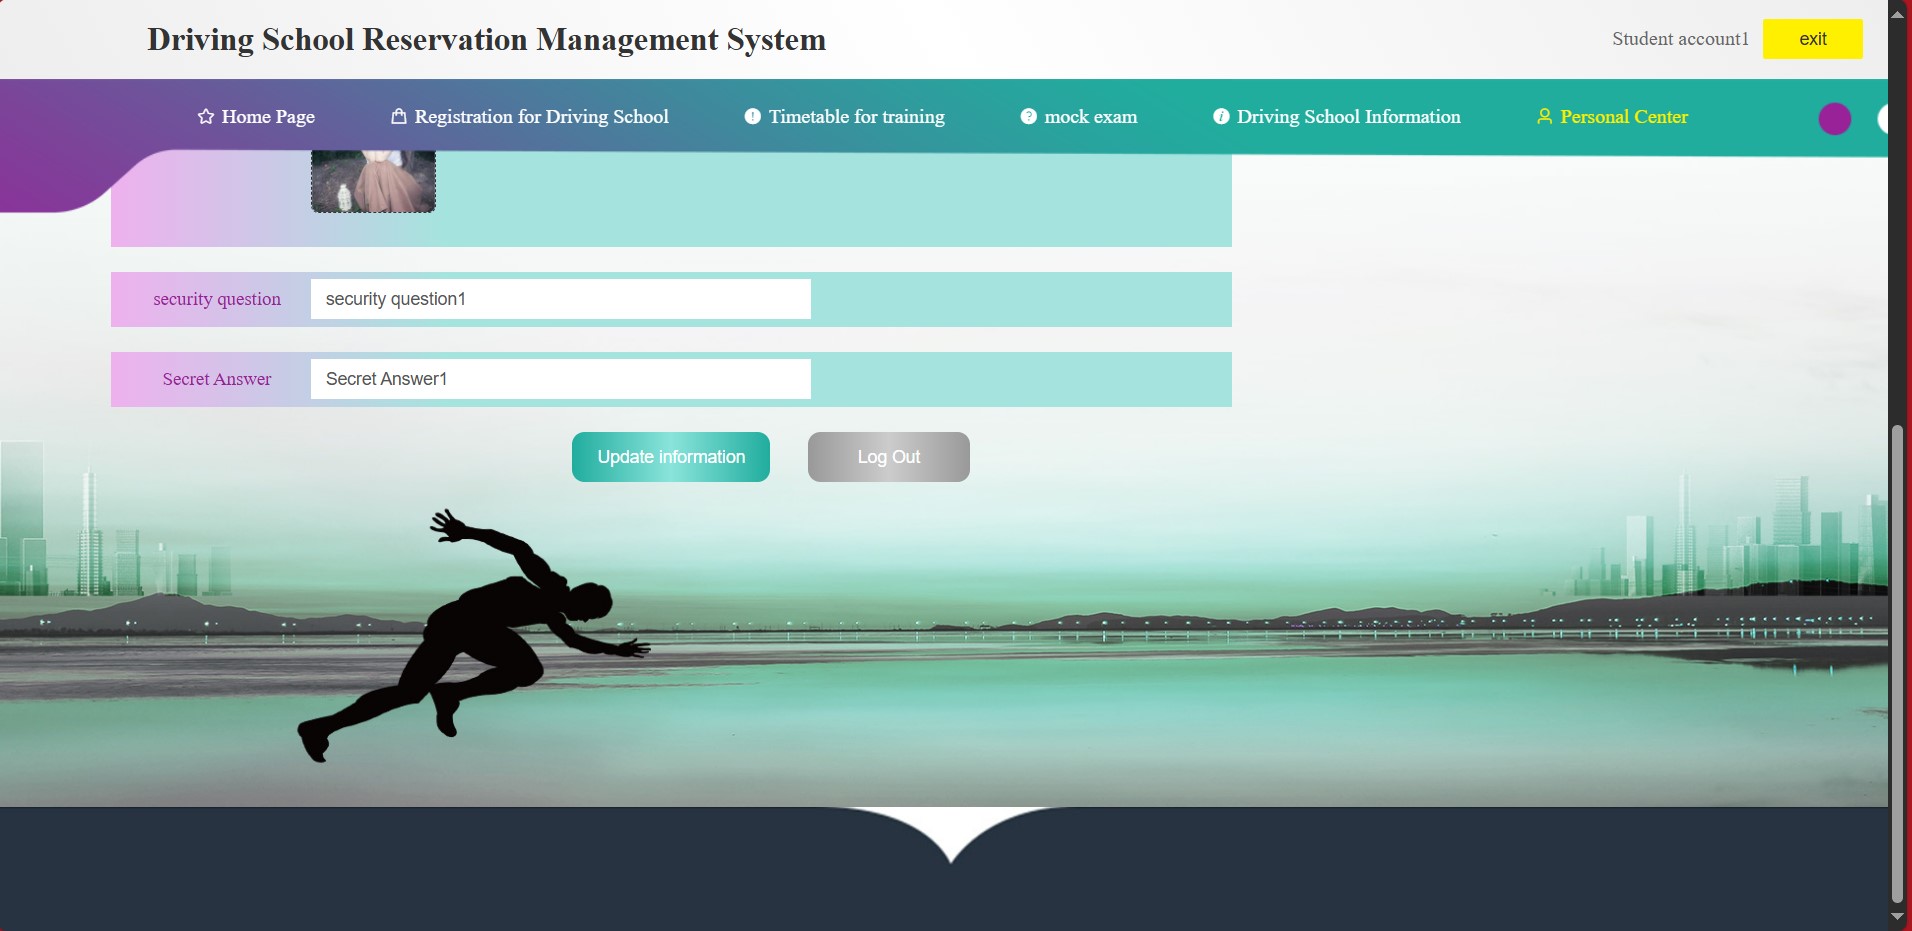 Driving School Reservation Management System
Student account1
exit
Home Page
Registration for Driving School
Timetable for training
mock exam
Driving School Information
Personal Center
security question
security question1
Secret Answer
Secret Answer1
Update information
Log Out